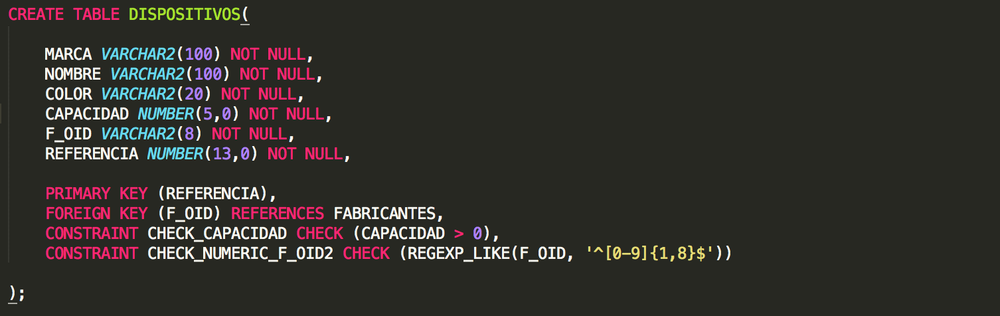 CREATE TABLE DISPOSITIVOS(
MARCA VARCHAR2(100) NOT NULL,
NOMBRE VARCHAR2(100) NOT NULL,
COLOR VARCHAR2(20) NOT NULL,
CAPACIDAD NUMBER(5,0) NOT NULL,
F_OID VARCHAR2(8) NOT NULL,
REFERENCIA NUMBER(13,0) NOT NULL,
PRIMARY KEY (REFERENCIA),
FOREIGN KEY (F_OID) REFERENCES FABRICANTES,
CONSTRAINT CHECK_CAPACIDAD CHECK (CAPACIDAD > 0),
CONSTRAINT CHECK_NUMERIC_F_OID2 CHECK (REGEXP_LIKE(F_OID, '^[0-9]{1,8}$'))
);